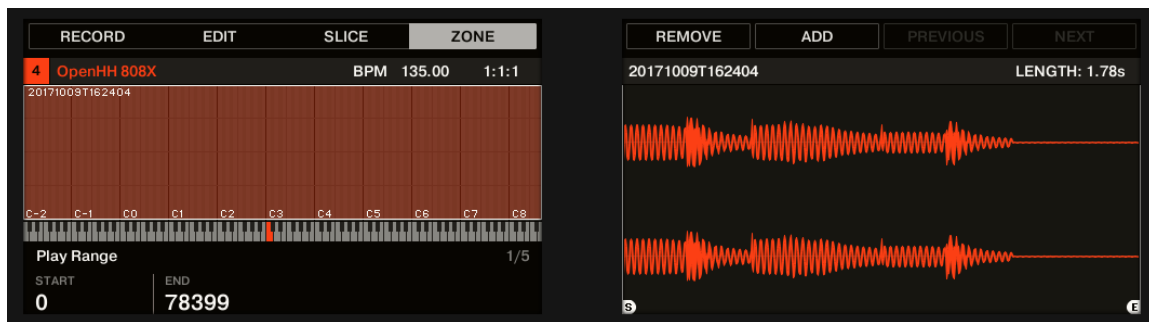 RECORD EDIT SLICE ZONE
4 OpenHH 808X BPM 135.00 1:1:1
20171009T162404
C-2 C-1 C0 C1 C2 C3 C4 C5 C6 C7 C8
Play Range 1/5
START END
0 78399
REMOVE ADD PREVIOUS NEXT
20171009T162404 LENGTH: 1.78s
S E